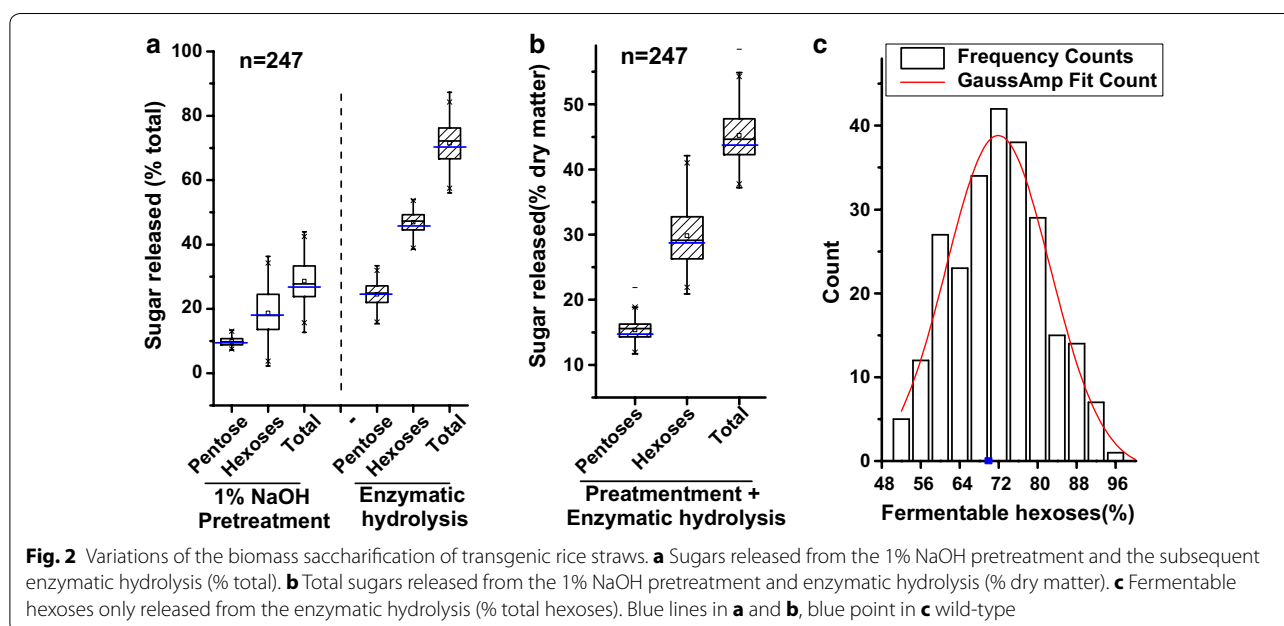 a
n=247
100
80
60
40
20
0
Sugar released (% total)
Pentose
Hexoses
Total
-
Pentose
Hexoses
Total
1% NaOH
Pretreatment
Enzymatic
hydrolysis
b
n=247
50
40
30
20
10
Sugar released(% dry matter)
Pentoses
Hexoses
Total
Preatmentment +
Enzymatic hydrolysis
c
Frequency Counts
GaussAmp Fit Count
40
30
20
10
0
Count
48 56 64 72 80 88 96
Fermentable hexoses(%)
Fig. 2 Variations of the biomass saccharification of transgenic rice straws. a Sugars released from the 1% NaOH pretreatment and the subsequent
enzymatic hydrolysis (% total). b Total sugars released from the 1% NaOH pretreatment and enzymatic hydrolysis (% dry matter). c Fermentable
hexoses only released from the enzymatic hydrolysis (% total hexoses). Blue lines in a and b, blue point in c wild-type